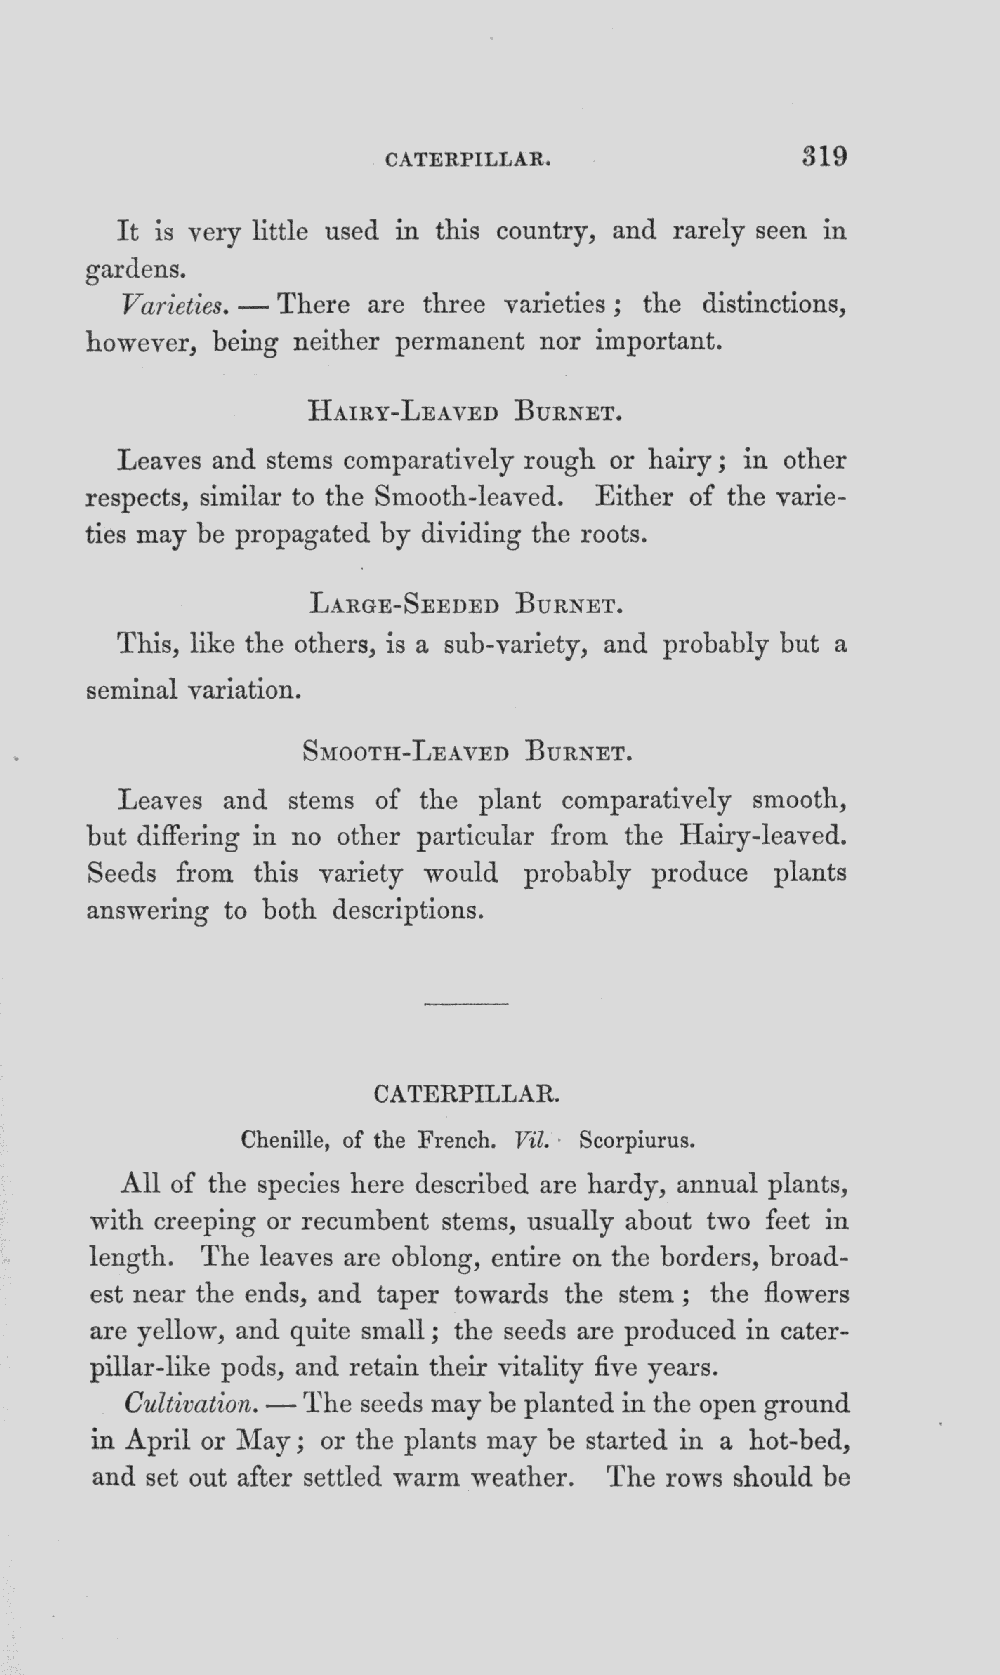 CATERPILLAR. 319
It is very little used in this country, and rarely seen in
gardens.
Varieties. — There are three varieties; the distinctions,
however, being neither permanent nor important.
Hairy-Leaved Burnet.
Leaves and stems comparatively rough or hairy; in other
respects, similar to the Smooth-leaved. Either of the varie-
ties may be propagated by dividing the roots.
Large-Seeded Burnet.
This, like the others, is a sub-variety, and probably but a
seminal variation.
Smooth-Leaved Burnet.
Leaves and stems of the plant comparatively smooth,
but differing in no other particular from the Hairy-leaved.
Seeds from this variety would probably produce plants
answering to both descriptions.
CATERPILLAR.
Chenille, of the French. Vil. Scorpiurus.
All of the species here described are hardy, annual plants,
with creeping or recumbent stems, usually about two feet in
length. The leaves are oblong, entire on the borders, broad-
est near the ends, and taper towards the stem; the flowers
are yellow, and quite small; the seeds are produced in cater-
pillar-like pods, and retain their vitality five years.
Cultivation. — The seeds may be planted in the open ground
in April or May; or the plants may be started in a hot-bed,
and set out after settled warm weather. The rows should be